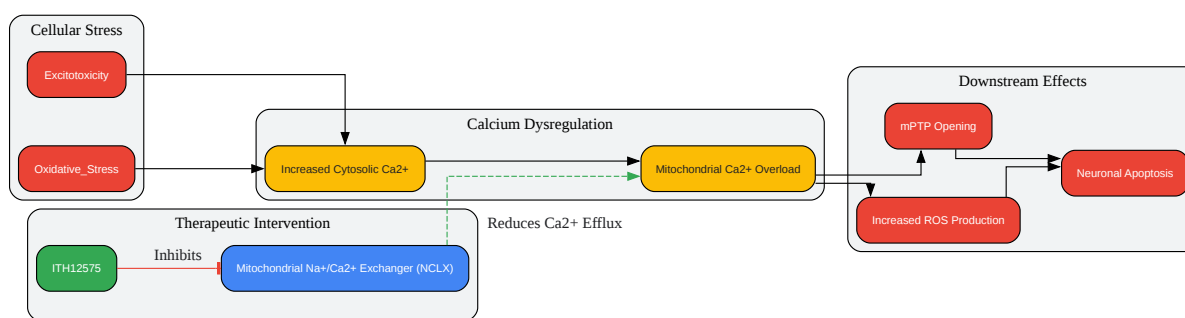 Cellular Stress
Excitotoxicity
Oxidative_Stress
Calcium Dysregulation
Increased Cytosolic Ca2+
Mitochondrial Ca2+ Overload
Downstream Effects
mPTP Opening
Neuronal Apoptosis
Increased ROS Production
Therapeutic Intervention
ITH12575
Inhibits
Mitochondrial Na+/Ca2+ Exchanger (NCLX)
Reduces Ca2+ Efflux